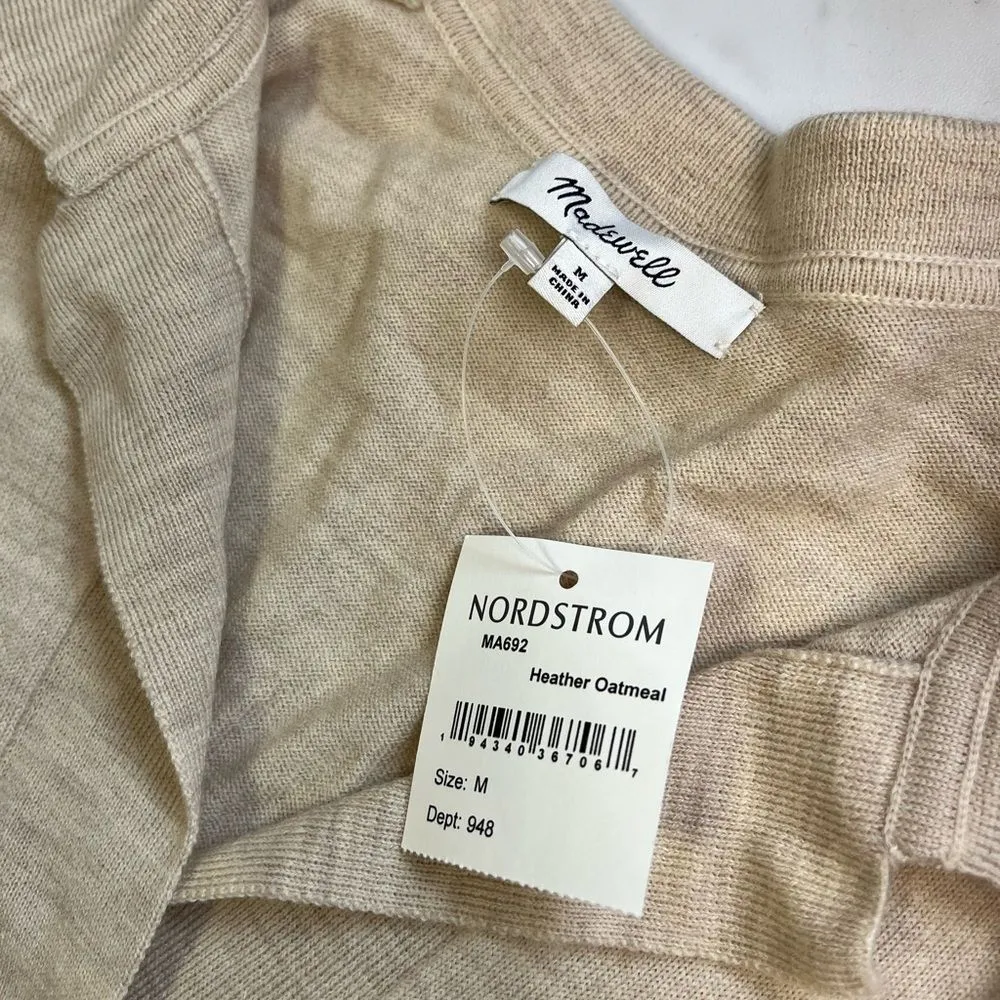 Madewell
M
MADE IN
CHINA
NORDSTROM
MA692
Heather Oatmeal
1 94340 36706 7
Size: M
Dept: 948